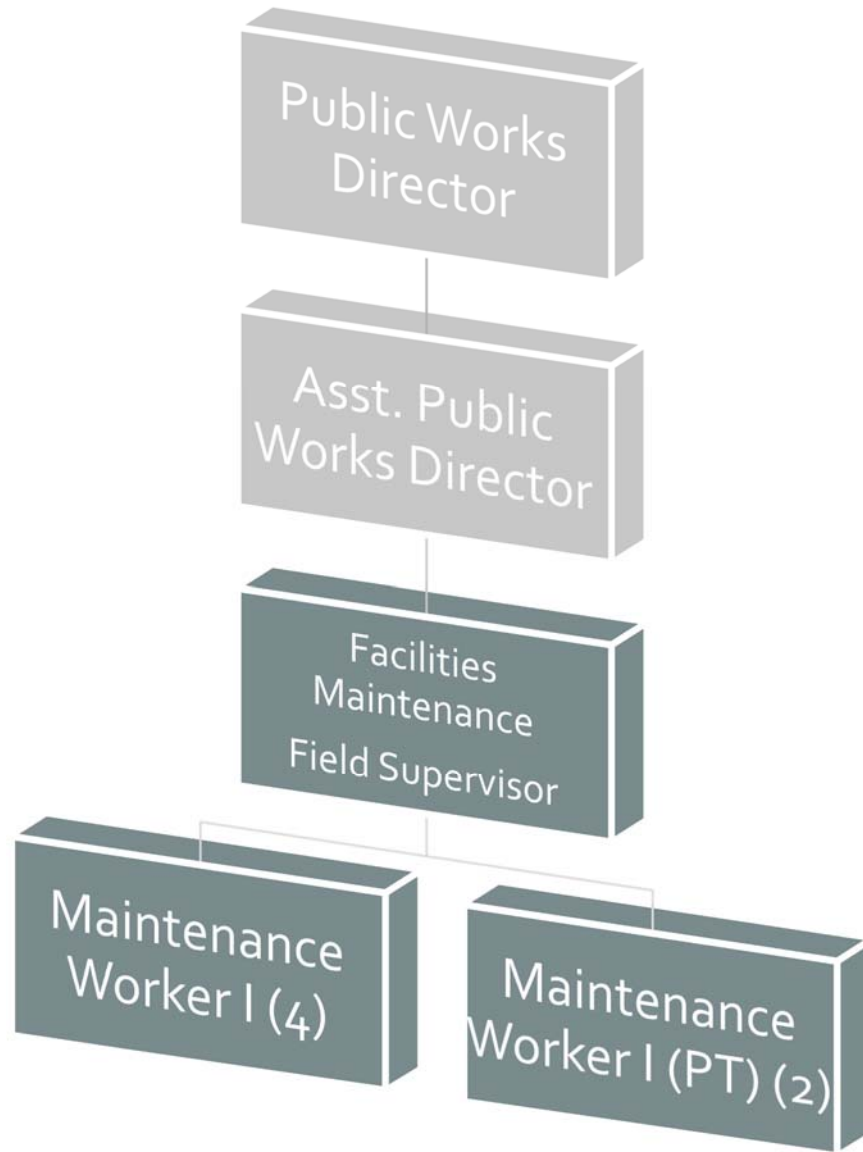 Public Works
Director
Asst. Public
Works Director
Facilities
Maintenance
Field Supervisor
Maintenance
Worker I (4)
Maintenance
Worker I (PT) (2)